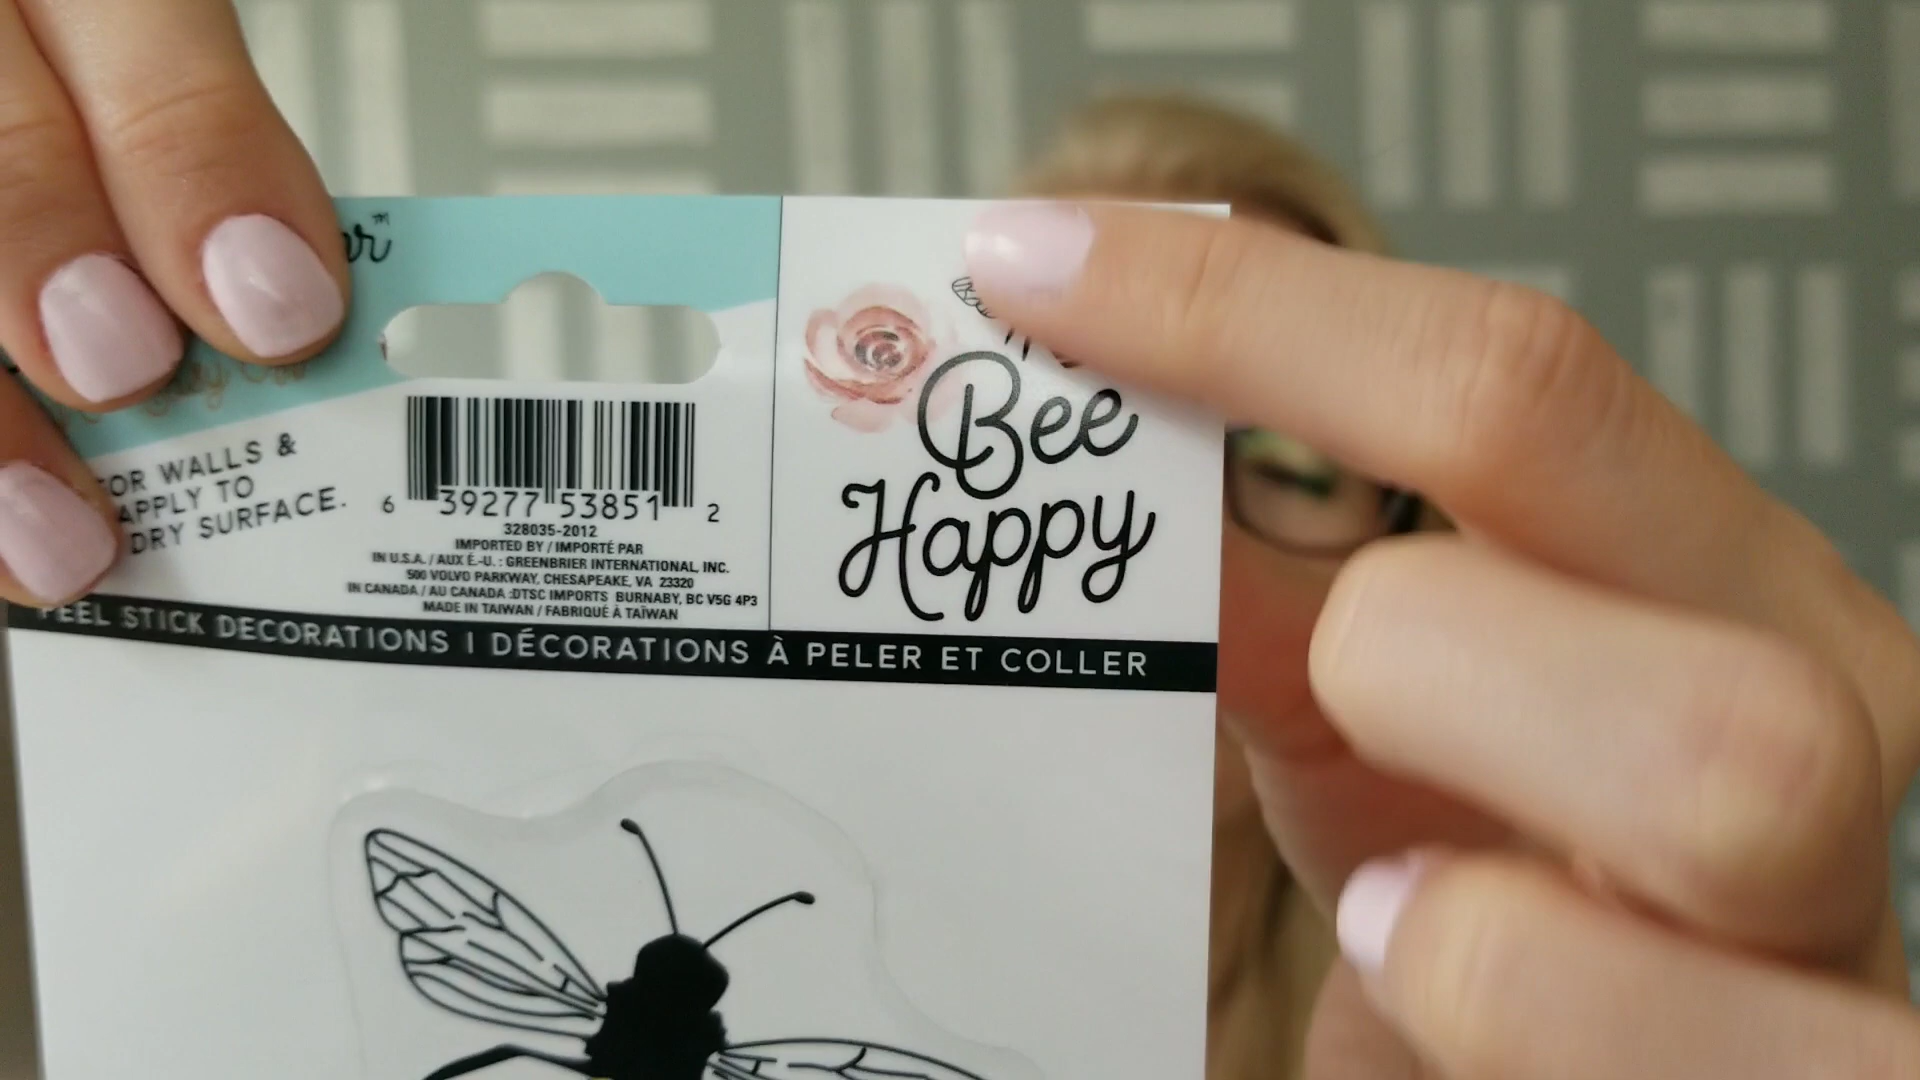 ™
FOR WALLS &
APPLY TO
DRY SURFACE.
6 39277 53851 2
328035-2012
IMPORTED BY / IMPORTÉ PAR
IN U.S.A. / AUX É.-U. : GREENBRIER INTERNATIONAL, INC.
500 VOLVO PARKWAY, CHESAPEAKE, VA 23320
IN CANADA / AU CANADA :DTSC IMPORTS BURNABY, BC V5G 4P3
MADE IN TAIWAN / FABRIQUÉ À TAÏWAN
Bee
Happy
PEEL STICK DECORATIONS | DÉCORATIONS À PELER ET COLLER